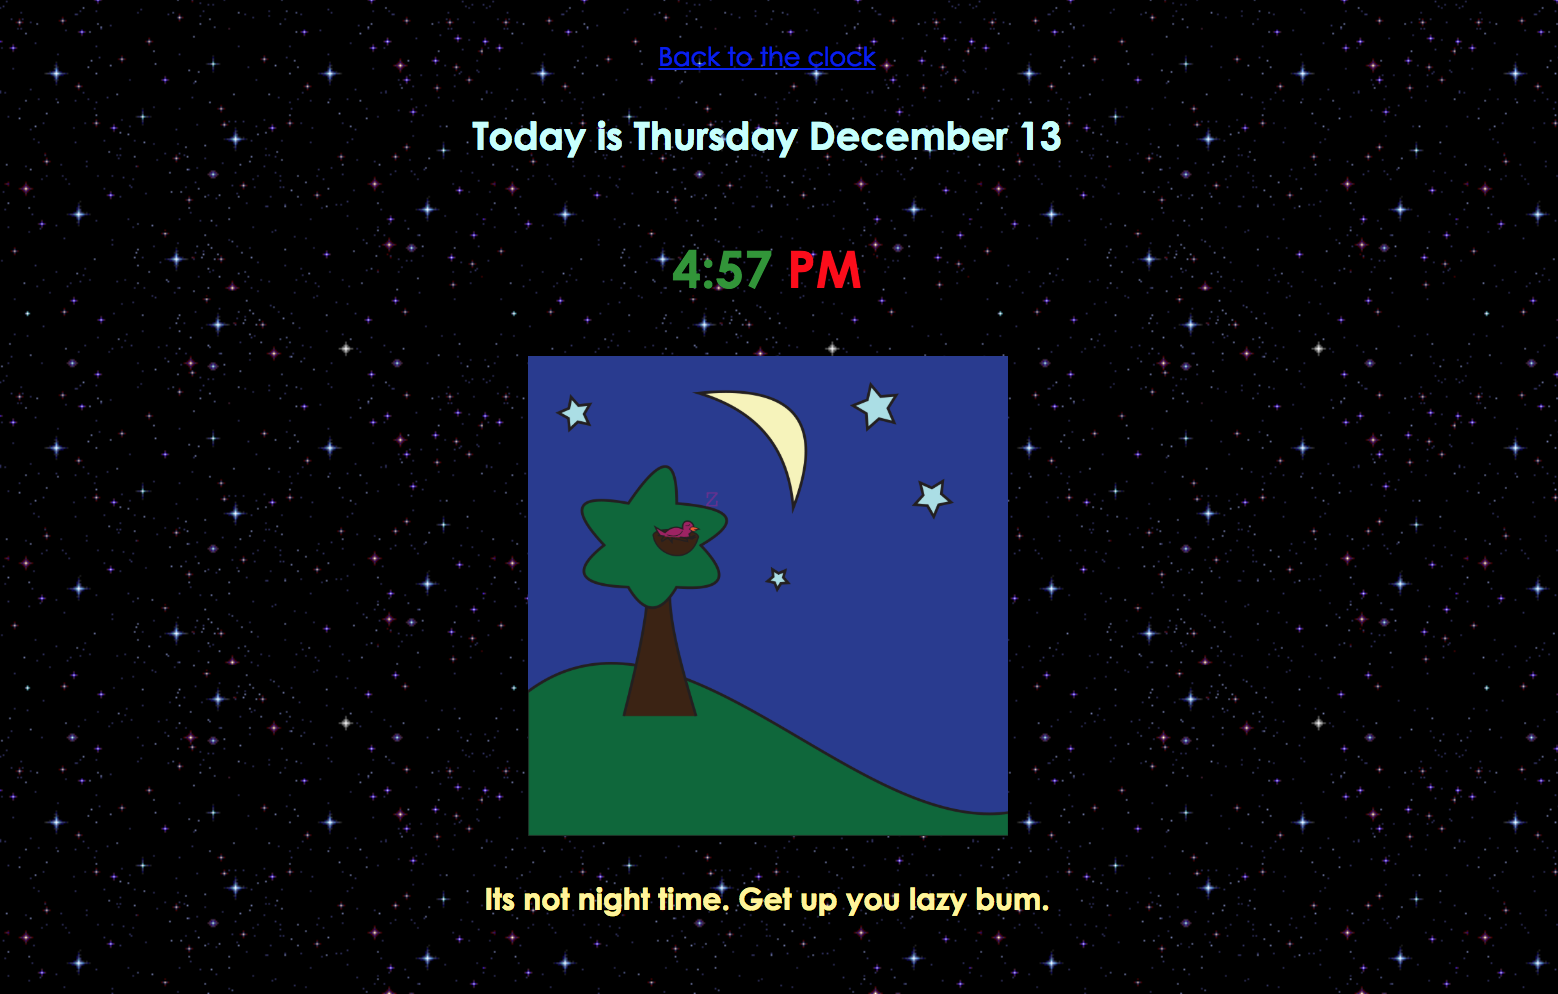 Back to the clock
Today is Thursday December 13
4:57 PM
Z
Its not night time. Get up you lazy bum.